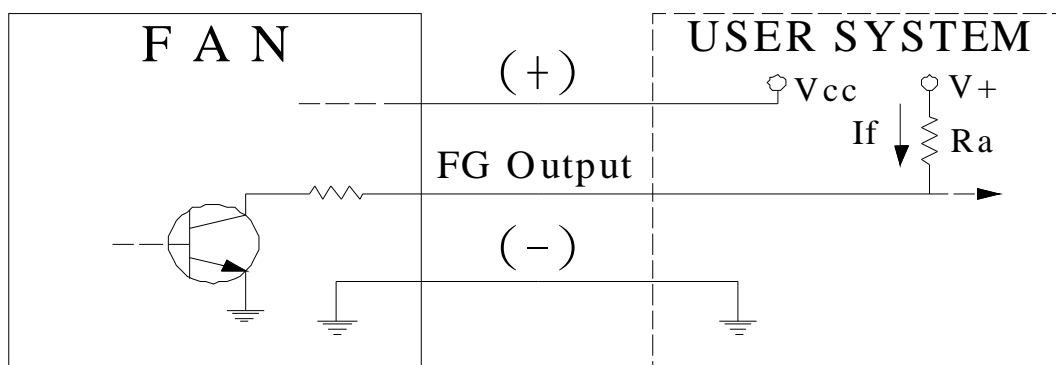 F A N
USER SYSTEM
(+)
Vcc
V+
If
Ra
FG Output
(-)